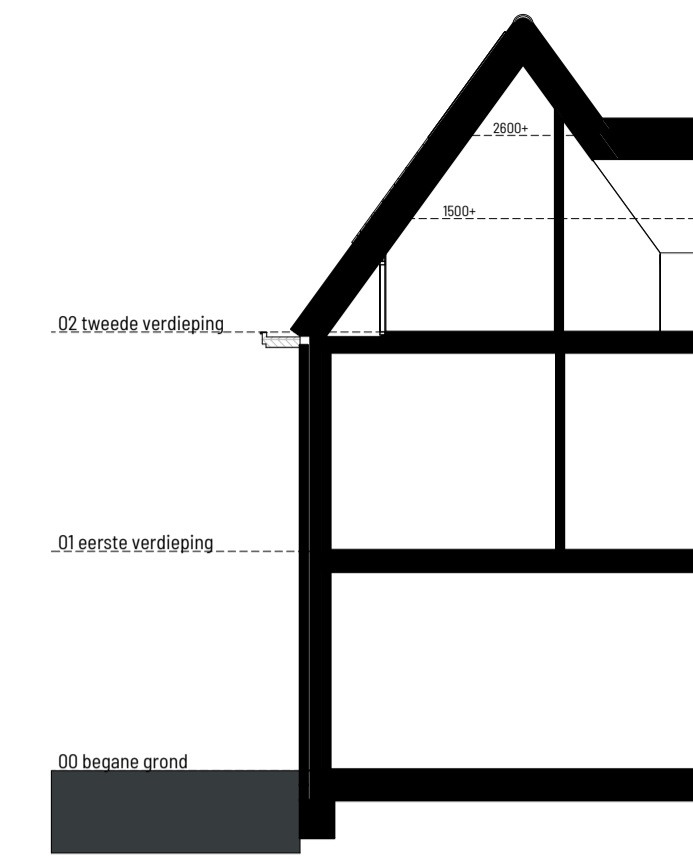 2600+
1500+
02 tweede verdieping
01 eerste verdieping
00 begane grond